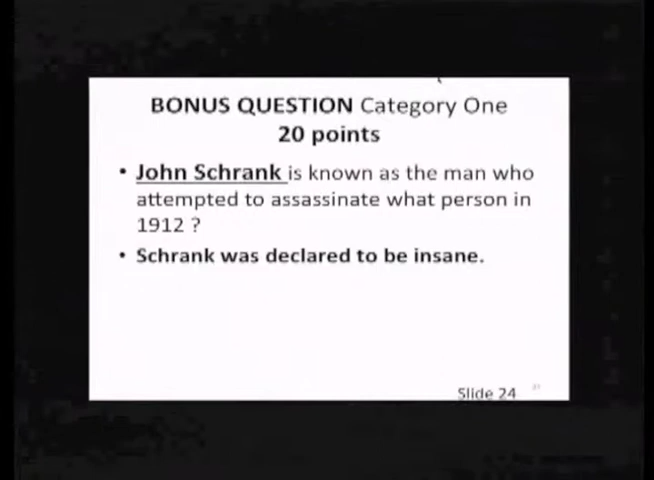 BONUS QUESTION Category One
20 points
• John Schrank is known as the man who
attempted to assassinate what person in
1912 ?
• Schrank was declared to be insane.
Slide 24